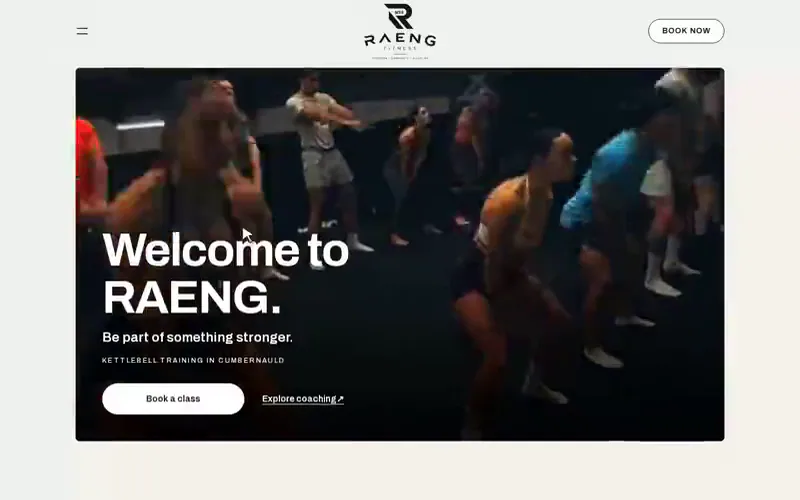 RAENG
FITNESS
BOOK NOW
Welcome to
RAENG.
Be part of something stronger.
KETTLEBELL TRAINING IN CUMBERNAULD
Book a class
Explore coaching↗